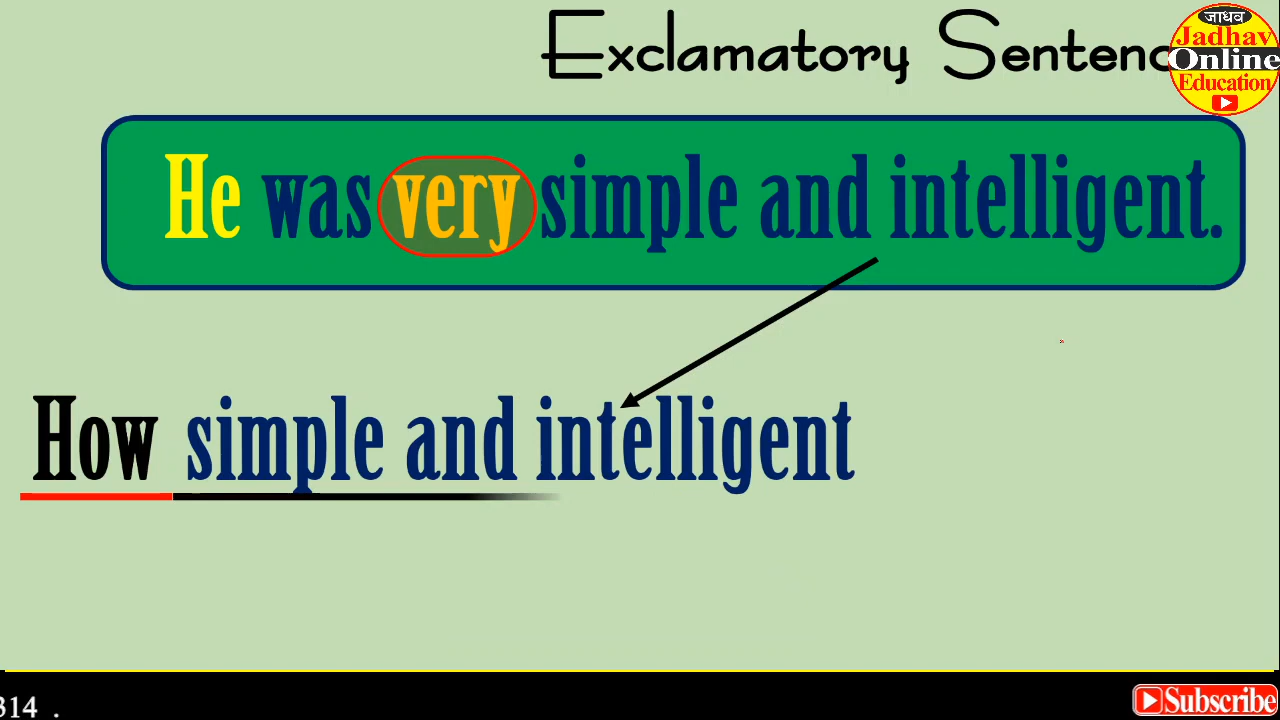 Exclamatory Sentenc
जाधव
Jadhav
Online
Education
He was very simple and intelligent.
How simple and intelligent
314 .
Subscribe